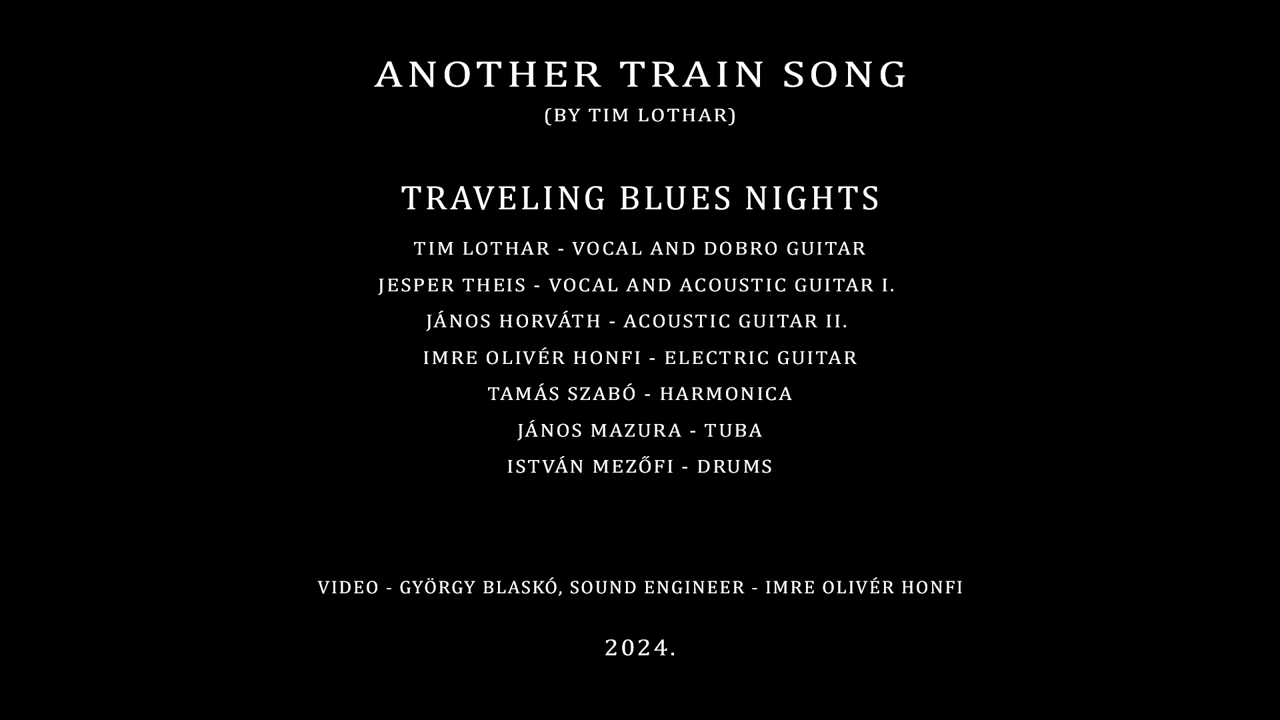 ANOTHER TRAIN SONG
(BY TIM LOTHAR)
TRAVELING BLUES NIGHTS
TIM LOTHAR - VOCAL AND DOBRO GUITAR
JESPER THEIS - VOCAL AND ACOUSTIC GUITAR I.
JÁNOS HORVÁTH - ACOUSTIC GUITAR II.
IMRE OLIVÉR HONFI - ELECTRIC GUITAR
TAMÁS SZABÓ - HARMONICA
JÁNOS MAZURA - TUBA
ISTVÁN MEZŐFI - DRUMS
VIDEO - GYÖRGY BLASKÓ, SOUND ENGINEER - IMRE OLIVÉR HONFI
2024.